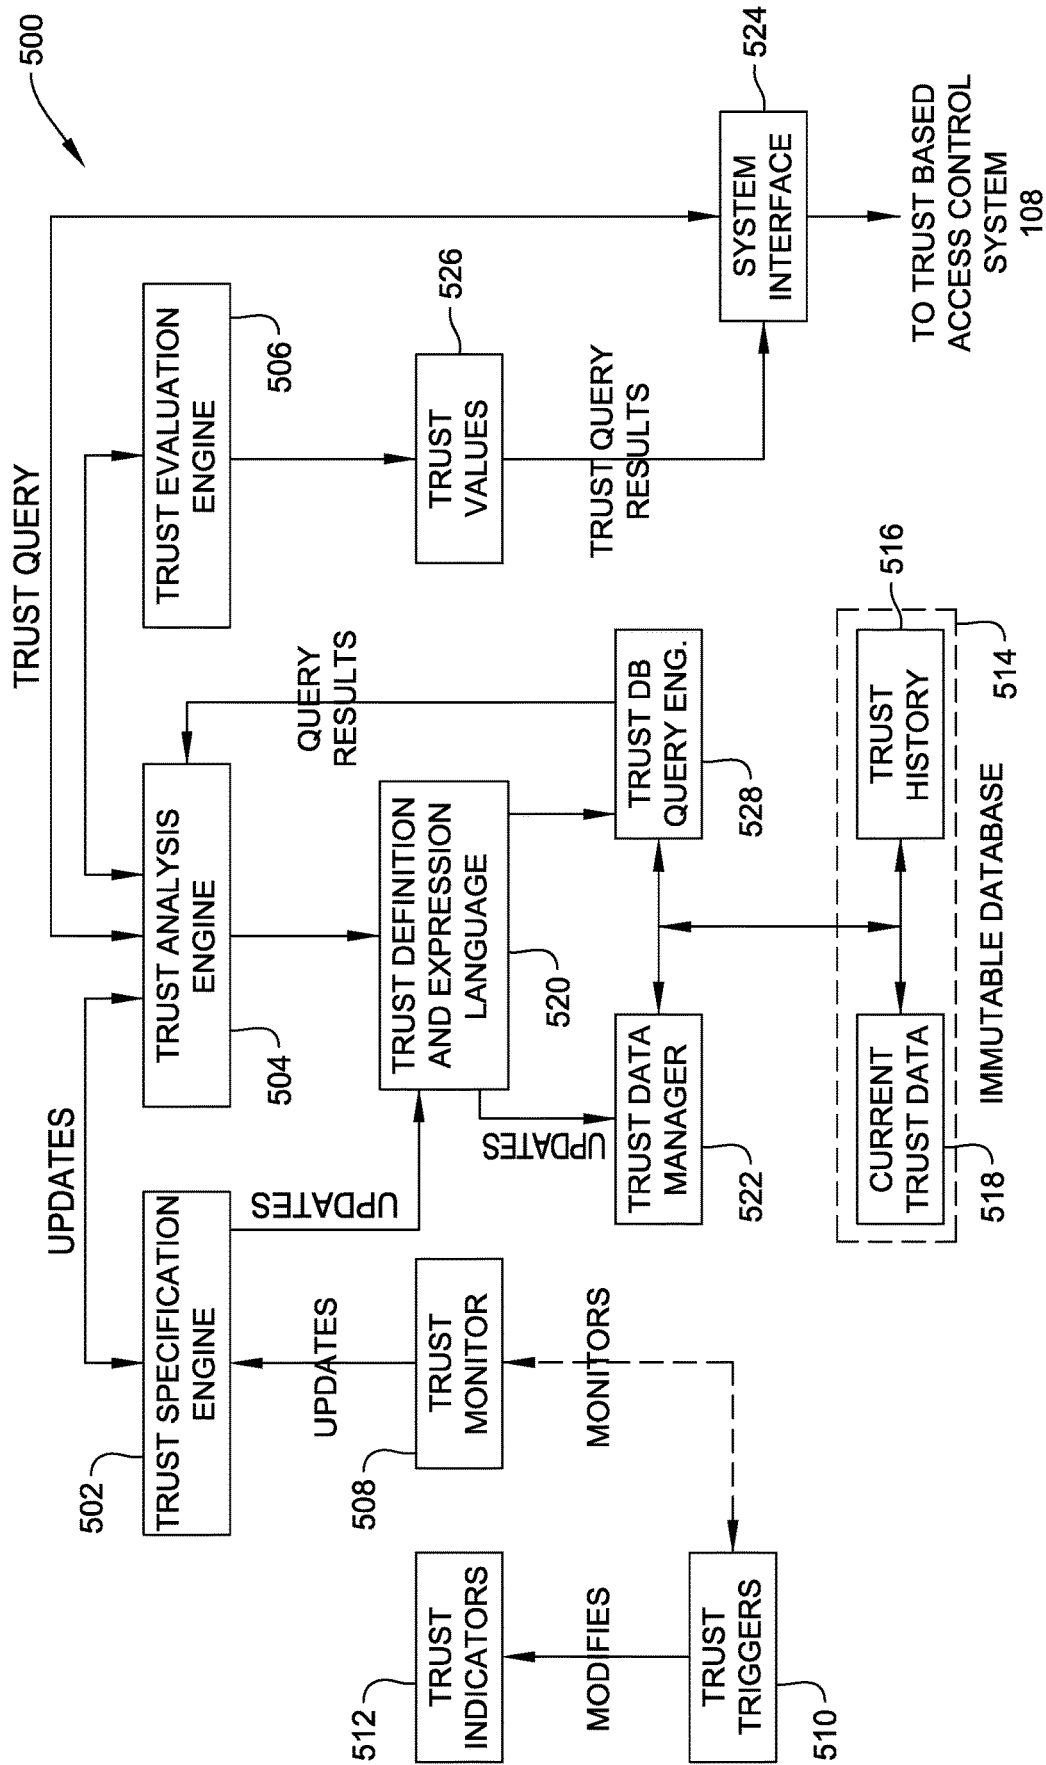 500
TRUST QUERY
UPDATES
TRUST SPECIFICATION
ENGINE
502
TRUST ANALYSIS
ENGINE
504
TRUST EVALUATION
ENGINE
506
UPDATES
UPDATES
UPDATES
QUERY
RESULTS
TRUST
INDICATORS
512
TRUST
MONITOR
508
TRUST DEFINITION
AND EXPRESSION
LANGUAGE
520
TRUST
VALUES
526
MODIFIES
MONITORS
UPDATES
TRUST QUERY
RESULTS
TRUST
TRIGGERS
510
TRUST DATA
MANAGER
522
TRUST DB
QUERY ENG.
528
SYSTEM
INTERFACE
524
CURRENT
TRUST DATA
518
TRUST
HISTORY
516
514
IMMUTABLE DATABASE
TO TRUST BASED
ACCESS CONTROL
SYSTEM
108